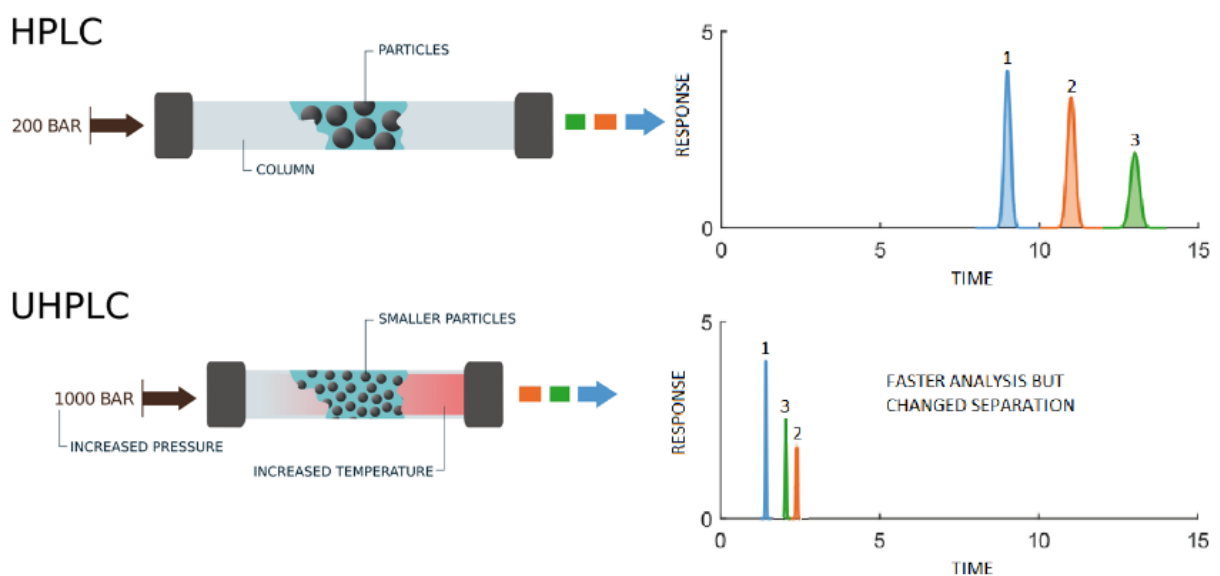 HPLC
PARTICLES
200 BAR
COLUMN
5
RESPONSE
0
1
2
3
0
5
10
15
TIME
UHPLC
SMALLER PARTICLES
1000 BAR
INCREASED PRESSURE
INCREASED TEMPERATURE
5
RESPONSE
0
1
3
2
FASTER ANALYSIS BUT
CHANGED SEPARATION
0
5
10
15
TIME